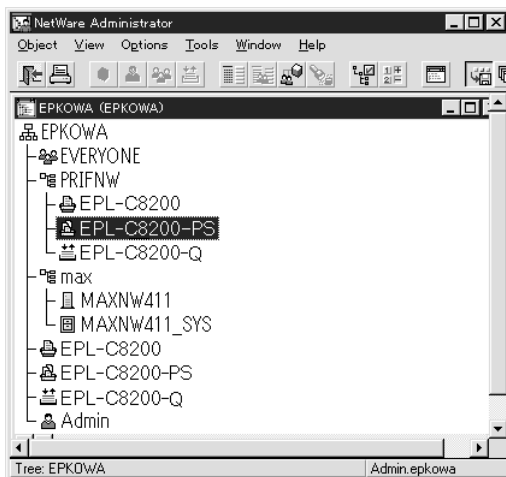 NetWare Administrator
Object View Options Tools Window Help
EPKOWA (EPKOWA)
EPKOWA
EVERYONE
PRIFNW
EPL-C8200
EPL-C8200-PS
EPL-C8200-Q
max
MAXNW411
MAXNW411_SYS
EPL-C8200
EPL-C8200-PS
EPL-C8200-Q
Admin
Tree: EPKOWA Admin.epkowa